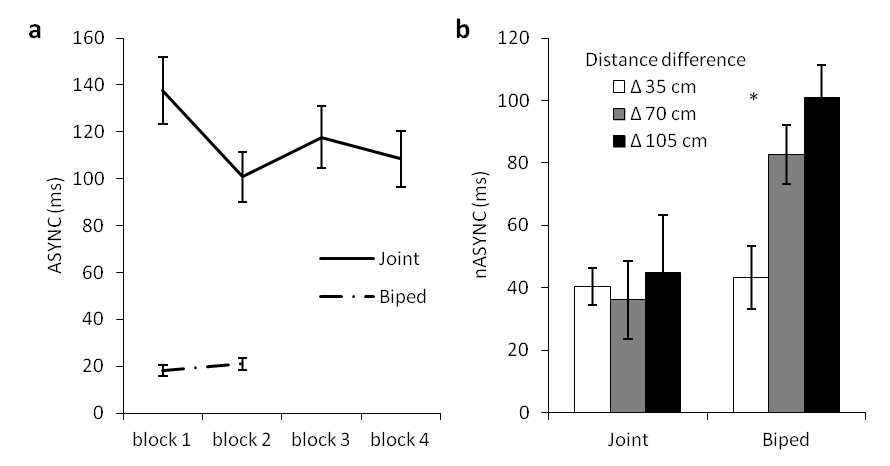 a
160
140
120
100
80
60
40
20
0
ASYNC (ms)
Joint
Biped
block 1 block 2 block 3 block 4
b
120
100
80
60
40
20
0
nASYNC (ms)
Distance difference
Δ 35 cm
Δ 70 cm
Δ 105 cm
*
Joint Biped